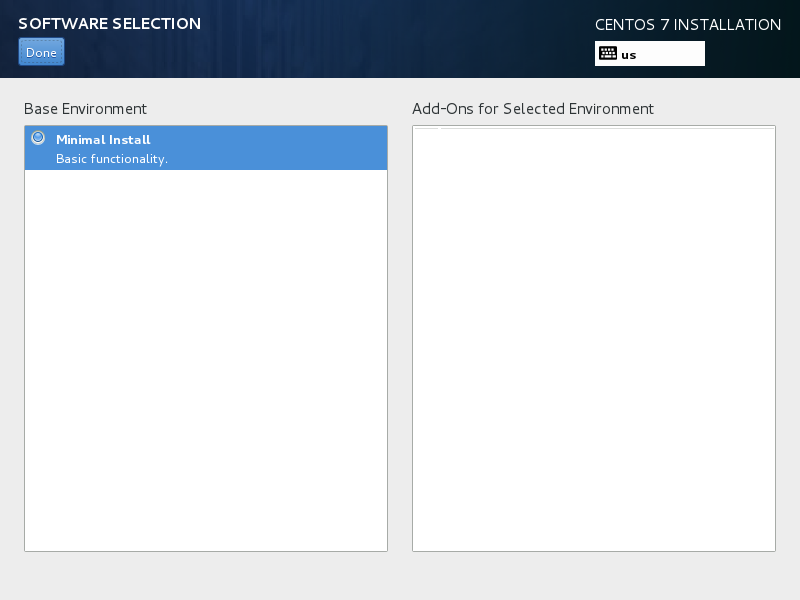 SOFTWARE SELECTION
CENTOS 7 INSTALLATION
Done
us
Base Environment
Add-Ons for Selected Environment
Minimal Install
Basic functionality.